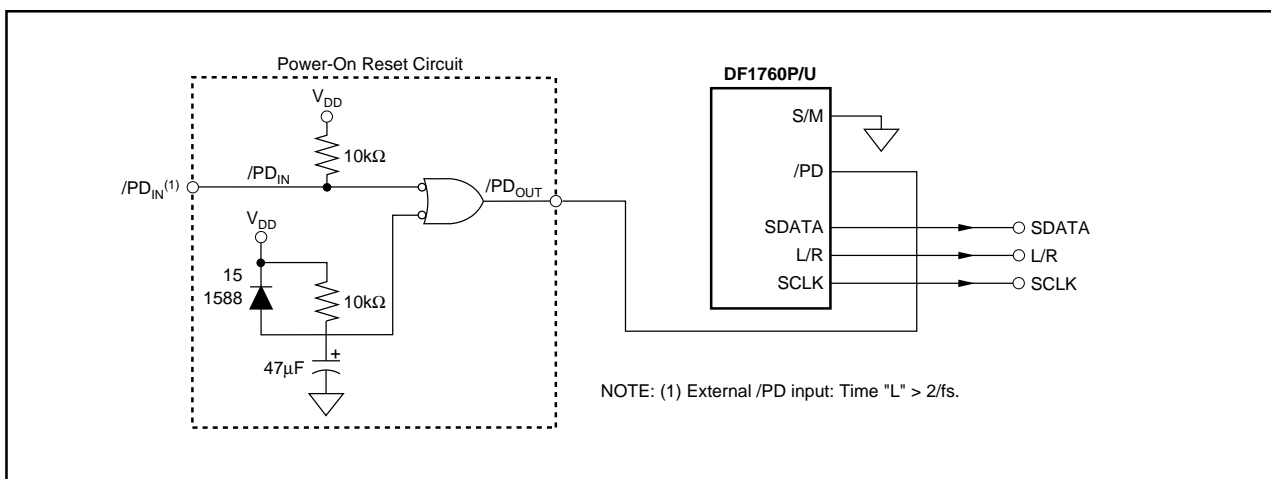 Power-On Reset Circuit
V_DD
10kΩ
/PD_IN^(1)
/PD_IN
/PD_OUT
V_DD
15
1588
10kΩ
+
47μF
DF1760P/U
S/M
/PD
SDATA
SDATA
L/R
L/R
SCLK
SCLK
NOTE: (1) External /PD input: Time "L" > 2/fs.